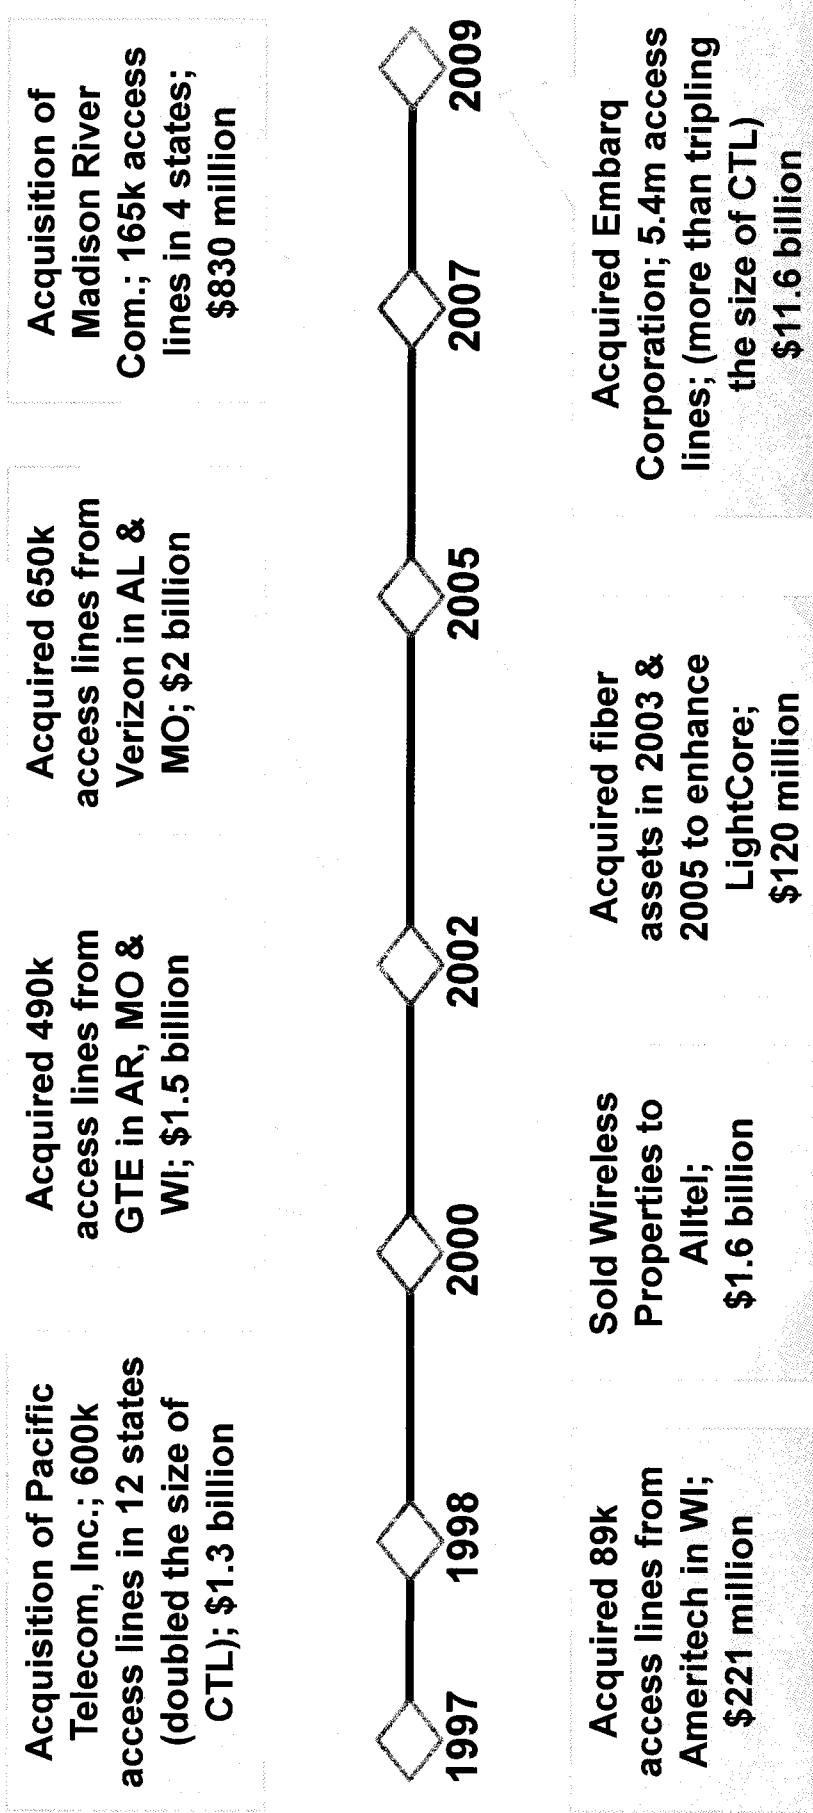 Acquisition of Pacific
Telecom, Inc.; 600k
access lines in 12 states
(doubled the size of
CTL); $1.3 billion
Acquired 490k
access lines from
GTE in AR, MO &
WI; $1.5 billion
Acquired 650k
access lines from
Verizon in AL &
MO; $2 billion
Acquisition of
Madison River
Com.; 165k access
lines in 4 states;
$830 million
1997
1998
2000
2002
2005
2007
2009
Acquired 89k
access lines from
Ameritech in WI;
$221 million
Sold Wireless
Properties to
Alltel;
$1.6 billion
Acquired fiber
assets in 2003 &
2005 to enhance
LightCore;
$120 million
Acquired Embarq
Corporation; 5.4m access
lines; (more than tripling
the size of CTL)
$11.6 billion